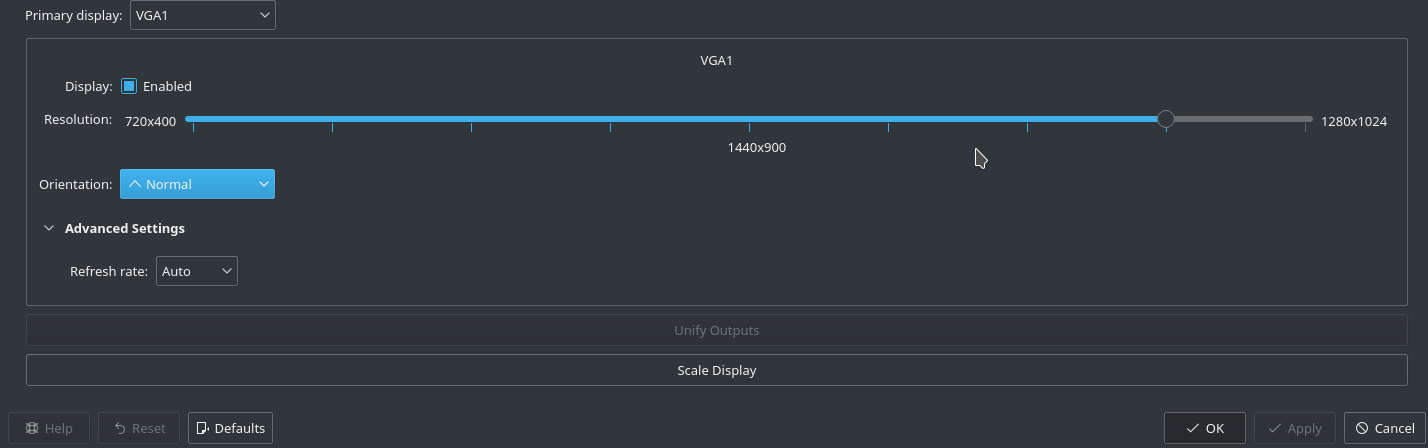 Primary display: VGA1
VGA1
Display: Enabled
Resolution: 720x400 1280x1024
1440x900
Orientation: Normal
Advanced Settings
Refresh rate: Auto
Unify Outputs
Scale Display
Help Reset Defaults OK Apply Cancel